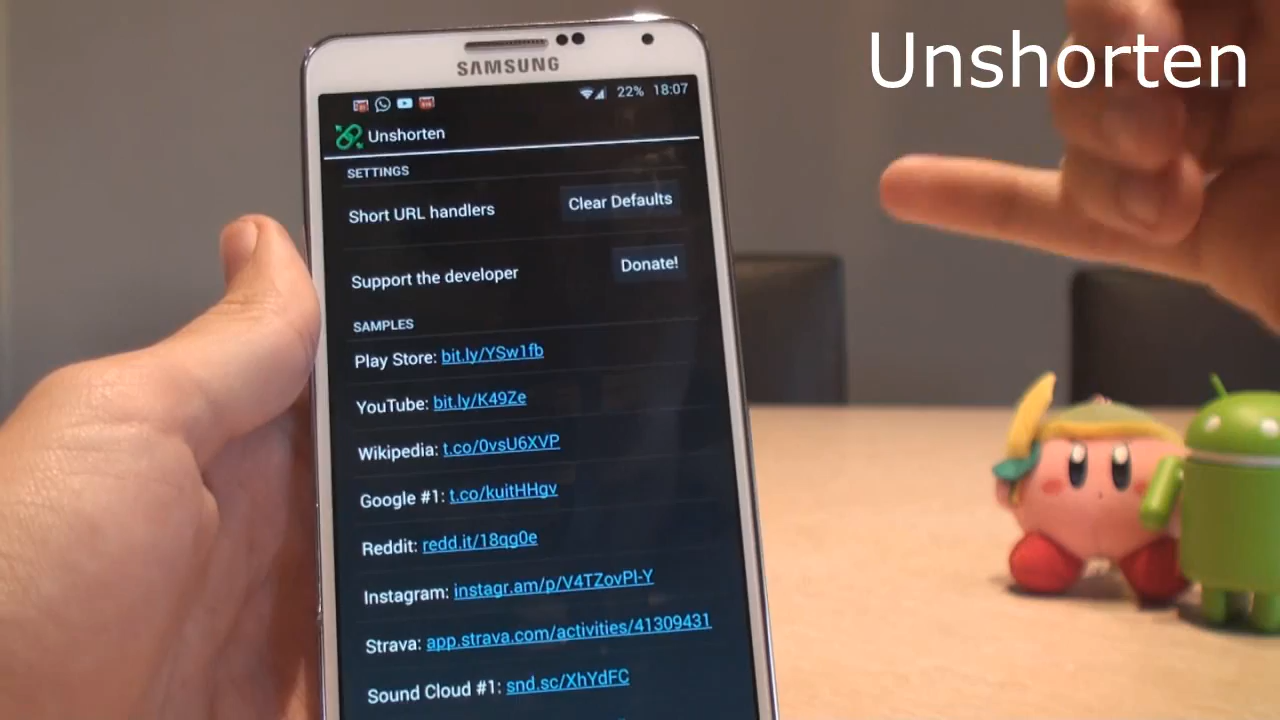 Unshorten
SAMSUNG
22% 18:07
Unshorten
SETTINGS
Short URL handlers Clear Defaults
Support the developer Donate!
SAMPLES
Play Store: bit.ly/YSw1fb
YouTube: bit.ly/K49Ze
Wikipedia: t.co/0vsU6XVP
Google #1: t.co/kuitHHgv
Reddit: redd.it/18qg0e
Instagram: instagr.am/p/V4TZovPl-Y
Strava: app.strava.com/activities/41309431
Sound Cloud #1: snd.sc/XhYdFC